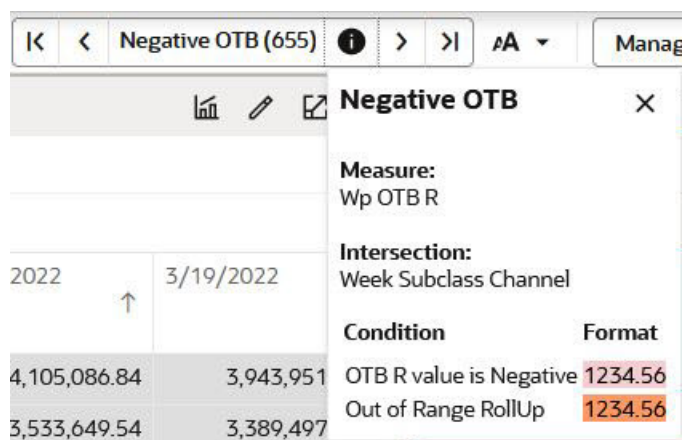 Negative OTB (655)
AA
Manag
Negative OTB
Measure:
Wp OTB R
Intersection:
2022 3/19/2022 Week Subclass Channel
Condition Format
4,105,086.84 3,943,951 OTB R value is Negative 1234.56
3,533,649.54 3,389,497 Out of Range RollUp 1234.56